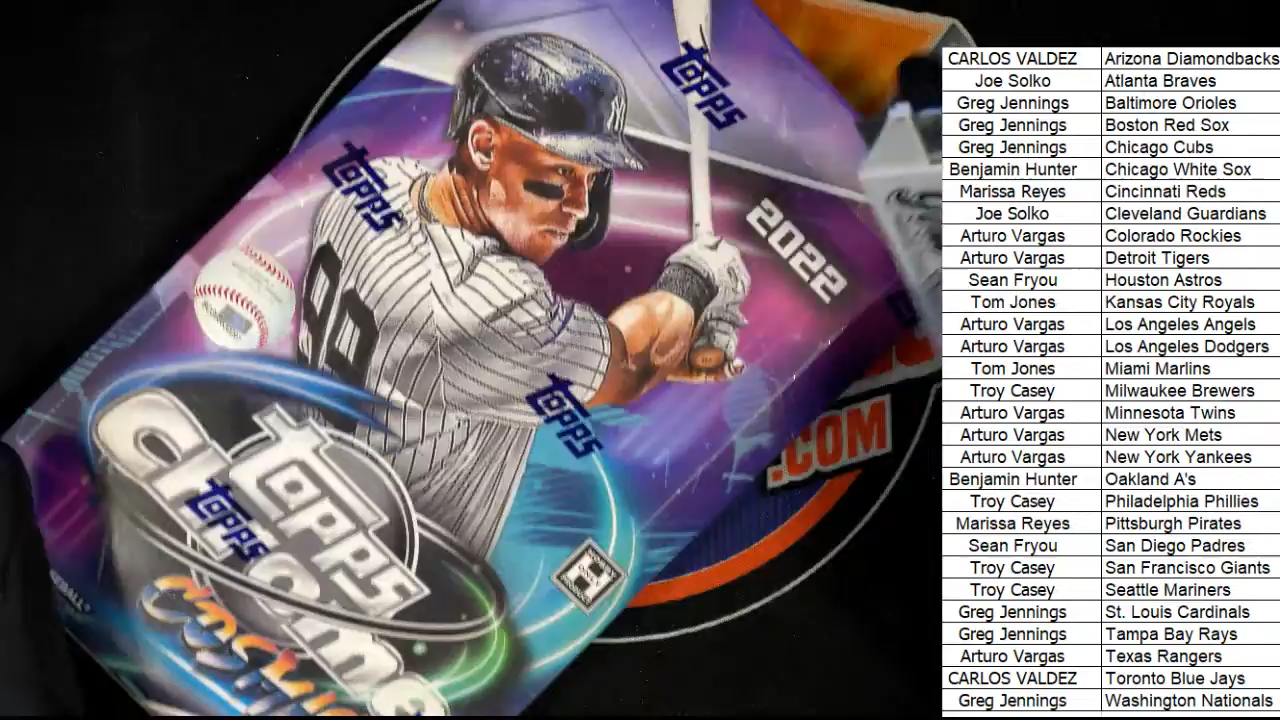 TOPPS
TOPPS
2022
99
TOPPS
TOPPS
CHROME
TOPPS
COSMIC
H
.COM
CARLOS VALDEZ Arizona Diamondbacks
Joe Solko Atlanta Braves
Greg Jennings Baltimore Orioles
Greg Jennings Boston Red Sox
Greg Jennings Chicago Cubs
Benjamin Hunter Chicago White Sox
Marissa Reyes Cincinnati Reds
Joe Solko Cleveland Guardians
Arturo Vargas Colorado Rockies
Arturo Vargas Detroit Tigers
Sean Fryou Houston Astros
Tom Jones Kansas City Royals
Arturo Vargas Los Angeles Angels
Arturo Vargas Los Angeles Dodgers
Tom Jones Miami Marlins
Troy Casey Milwaukee Brewers
Arturo Vargas Minnesota Twins
Arturo Vargas New York Mets
Arturo Vargas New York Yankees
Benjamin Hunter Oakland A's
Troy Casey Philadelphia Phillies
Marissa Reyes Pittsburgh Pirates
Sean Fryou San Diego Padres
Troy Casey San Francisco Giants
Troy Casey Seattle Mariners
Greg Jennings St. Louis Cardinals
Greg Jennings Tampa Bay Rays
Arturo Vargas Texas Rangers
CARLOS VALDEZ Toronto Blue Jays
Greg Jennings Washington Nationals